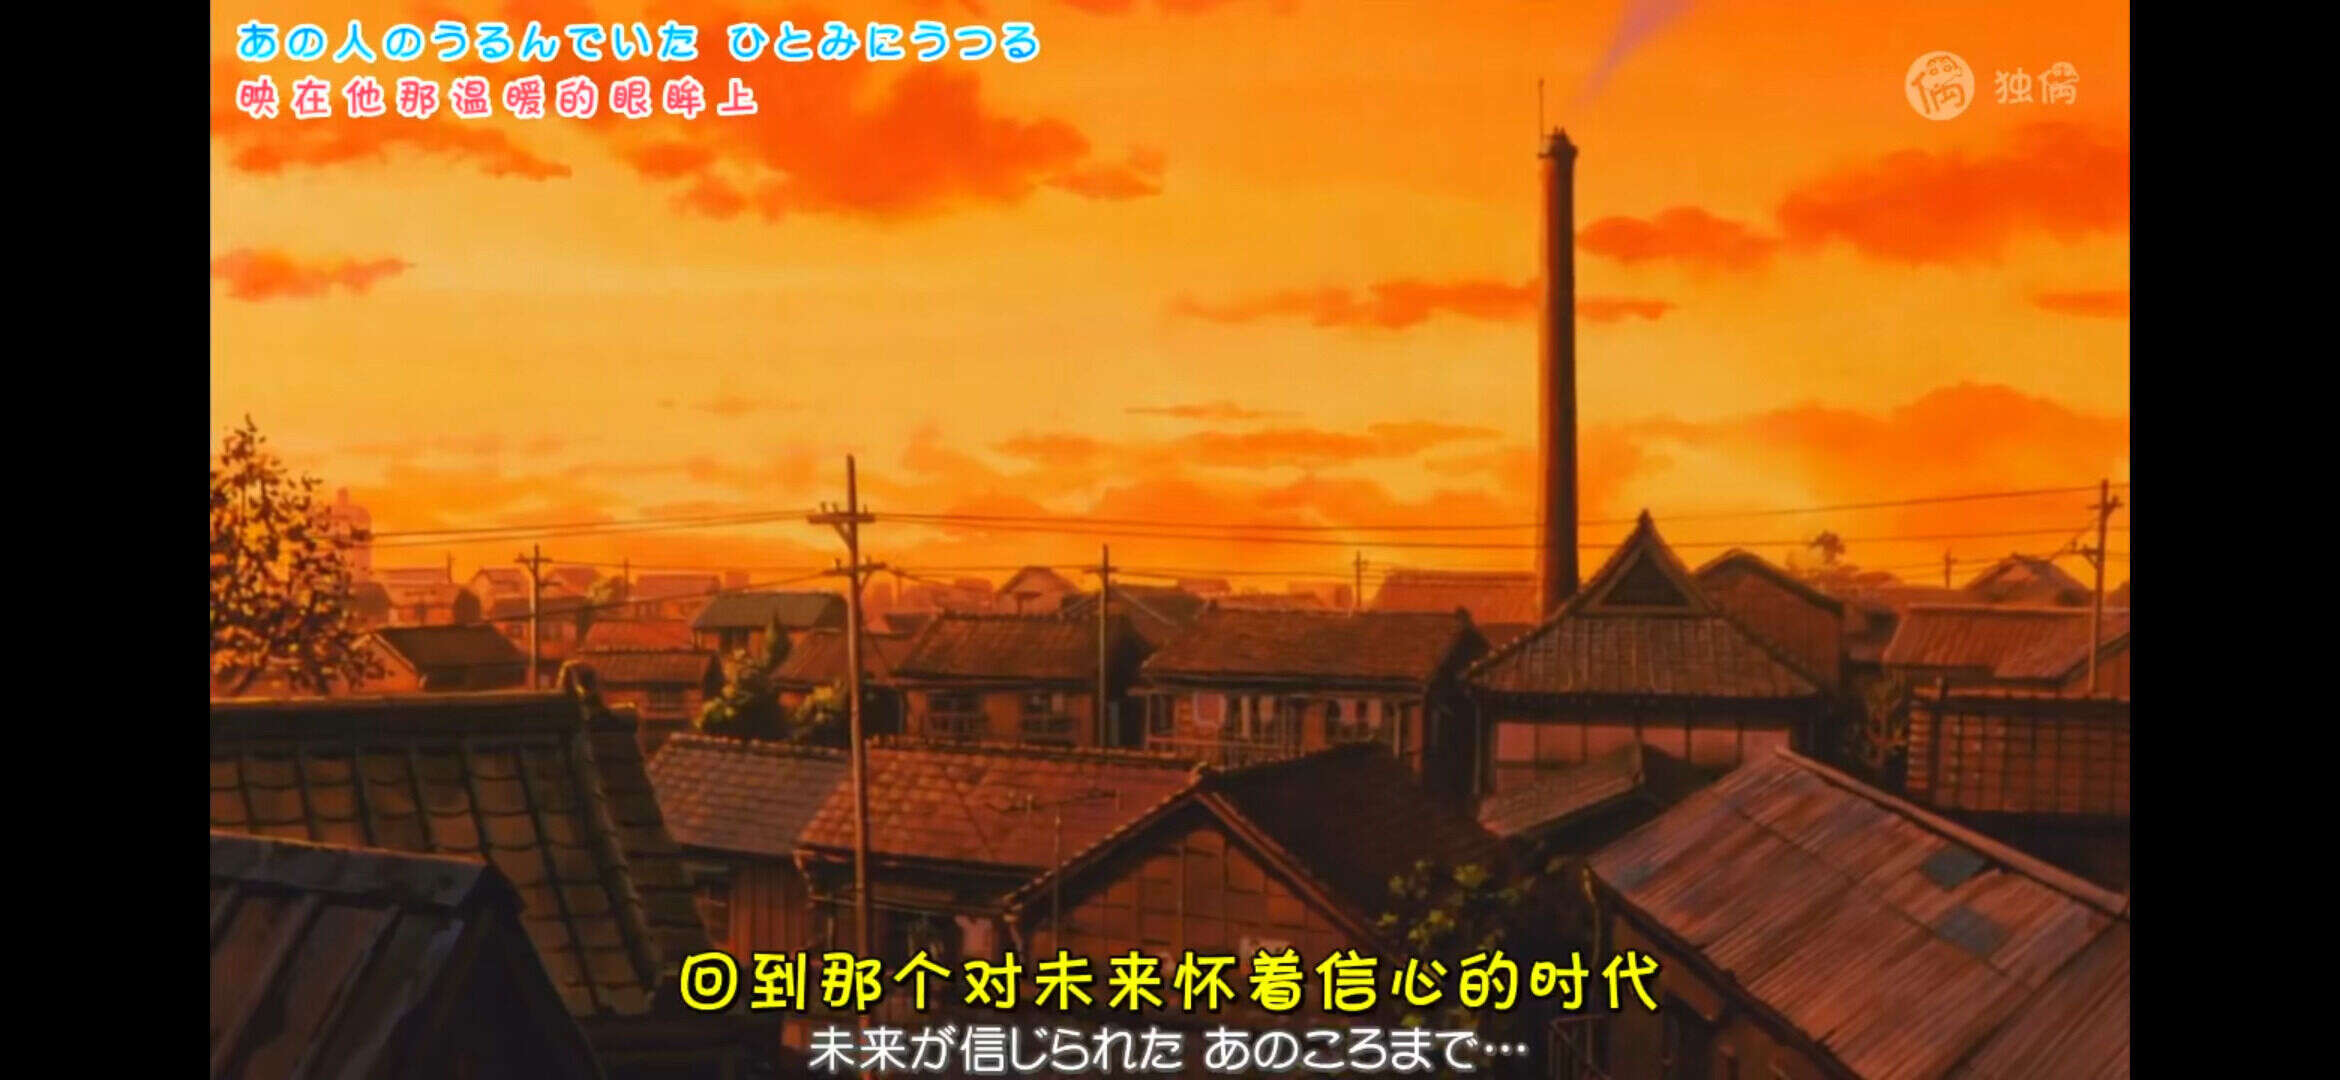 あの人のうるんでいた ひとみにうつる
映在他那温暖的眼眸上
偶 独偶
回到那个对未来怀着信心的时代
未来が信じられた あのころまで…